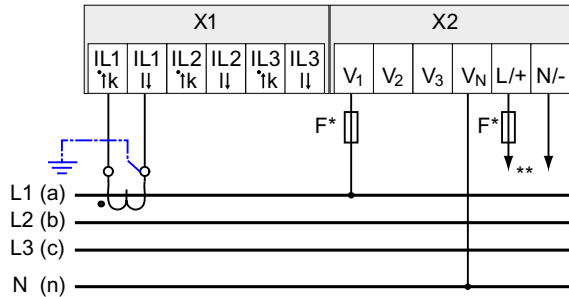 X1 X2
IL1 IL1 IL2 IL2 IL3 IL3 V1 V2 V3 VN L/+ N/-
k l k l k l
F* F*
**
L1 (a)
L2 (b)
L3 (c)
N (n)